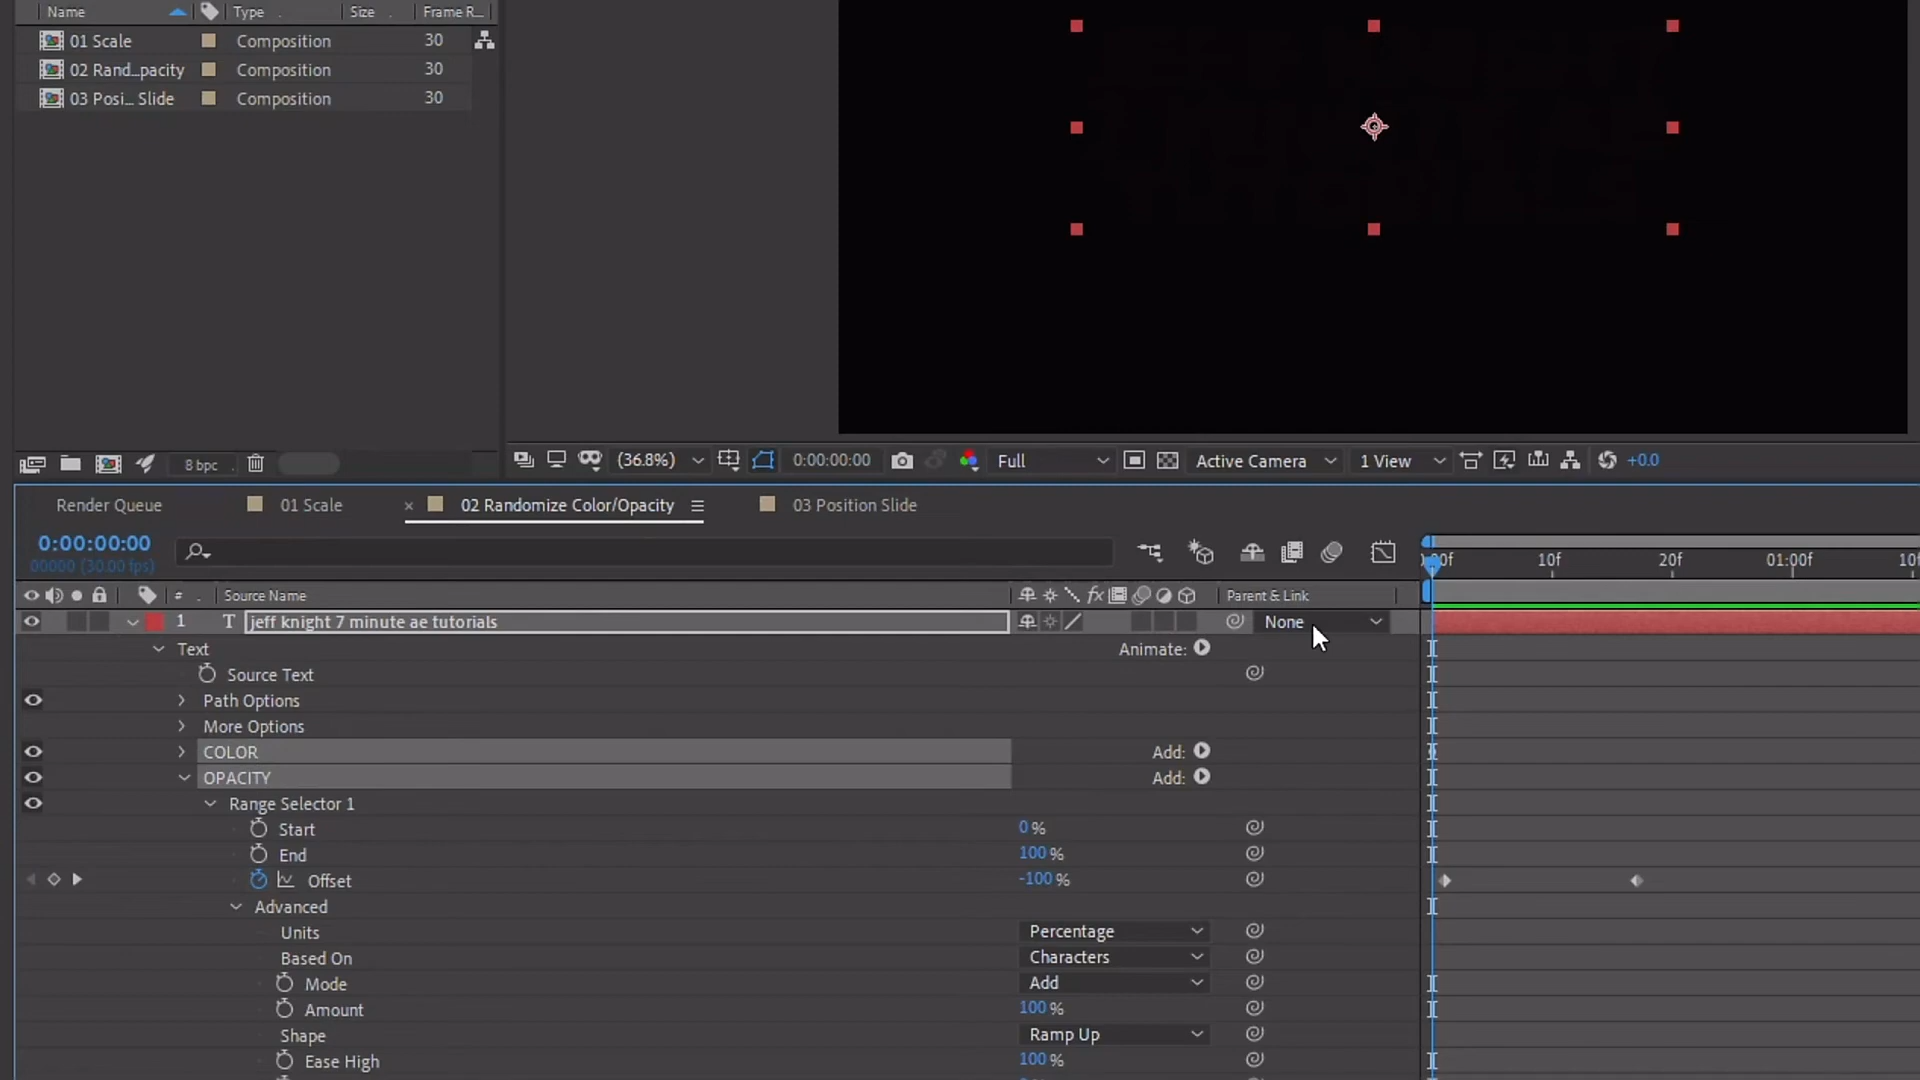 Name Type Size Frame R...
01 Scale Composition 30
02 Rand_pacity Composition 30
03 Posi... Slide Composition 30
8 bpc (36.8%) 0:00:00:00 Full Active Camera 1 View +0.0
Render Queue 01 Scale × 02 Randomize Color/Opacity 03 Position Slide
0:00:00:00
00000 (30.00 fps)
10f 20f 01:00f
# Source Name fx Parent & Link
1 T jeff knight 7 minute ae tutorials None
Text Animate:
Source Text
Path Options
More Options
COLOR Add:
OPACITY Add:
Range Selector 1
Start 0 %
End 100 %
Offset -100 %
Advanced
Units Percentage
Based On Characters
Mode Add
Amount 100 %
Shape Ramp Up
Ease High 100 %